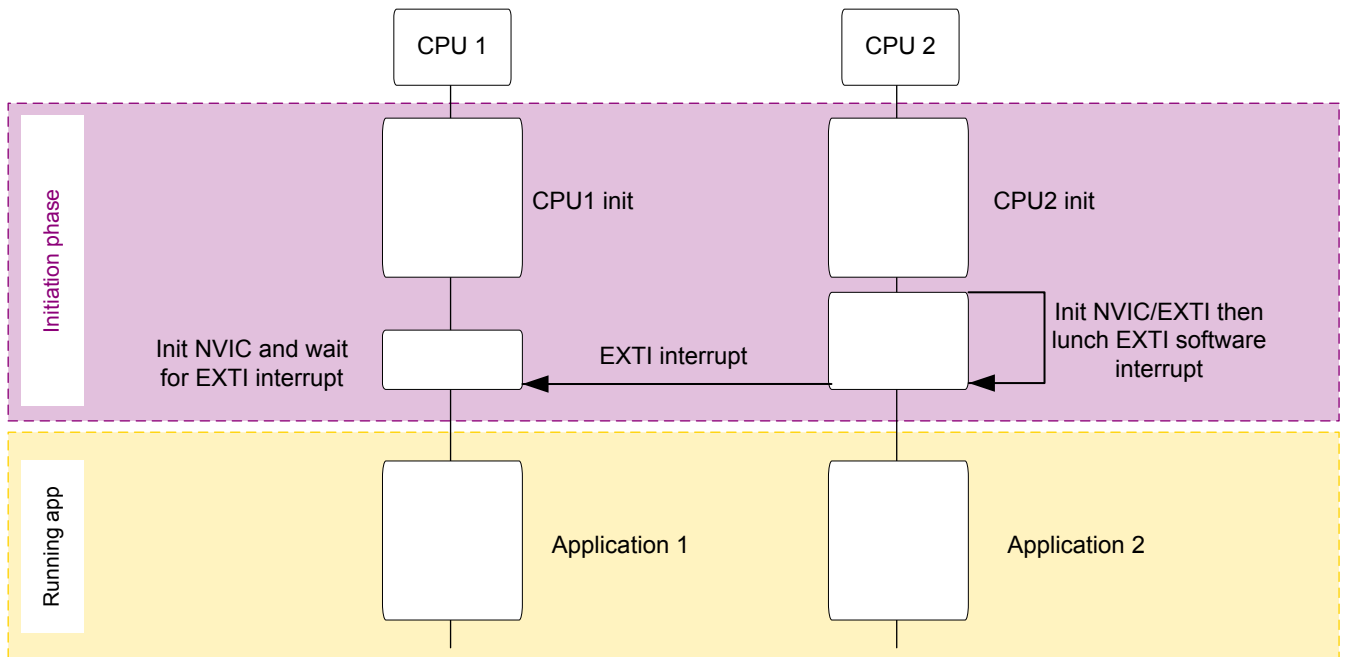 CPU 1
CPU 2
Initiation phase
CPU1 init
CPU2 init
Init NVIC and wait
for EXTI interrupt
EXTI interrupt
Init NVIC/EXTI then
lunch EXTI software
interrupt
Running app
Application 1
Application 2